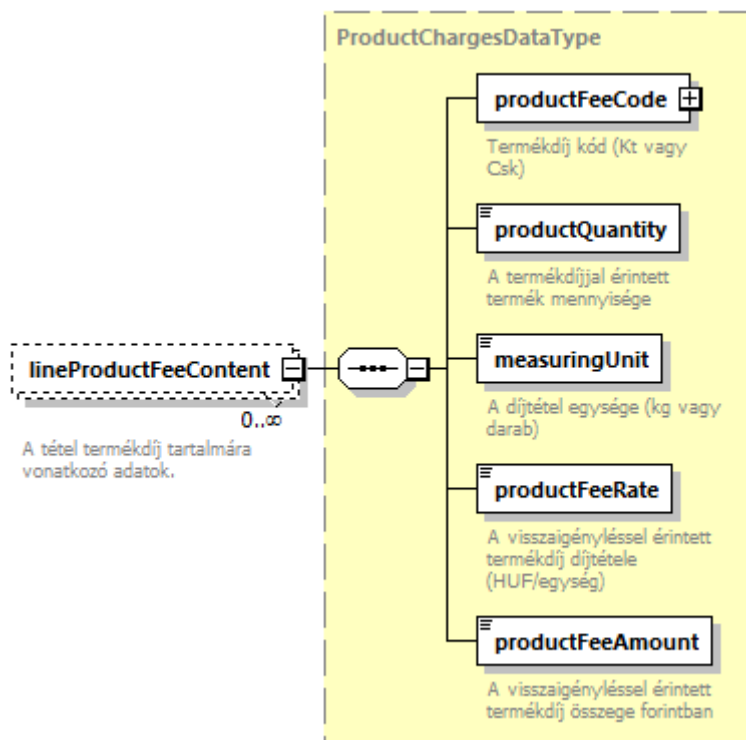 ProductChargesDataType
productFeeCode
Termékdíj kód (Kt vagy
Csk)
productQuantity
A termékdíjjal érintett
termék mennyisége
lineProductFeeContent
0..∞
A tétel termékdíj tartalmára
vonatkozó adatok.
measuringUnit
A díjtétel egysége (kg vagy
darab)
productFeeRate
A visszaigényléssel érintett
termékdíj díjtétele
(HUF/egység)
productFeeAmount
A visszaigényléssel érintett
termékdíj összege forintban